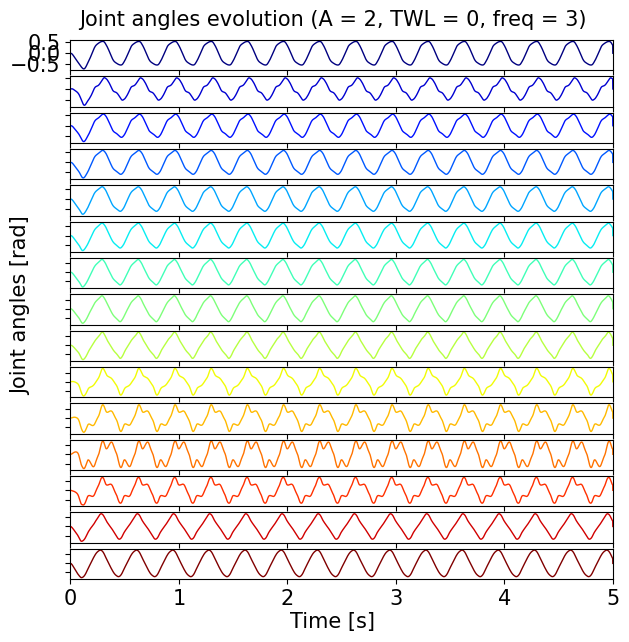 Joint angles evolution (A = 2, TWL = 0, freq = 3)
0.5
0.0
−0.5
Joint angles [rad]
0 1 2 3 4 5
Time [s]